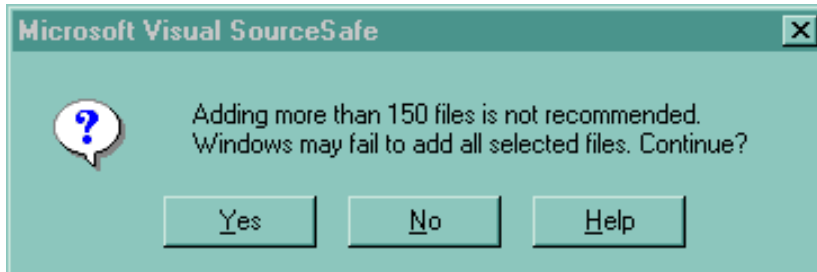 Microsoft Visual SourceSafe
Adding more than 150 files is not recommended.
Windows may fail to add all selected files. Continue?
Yes No Help